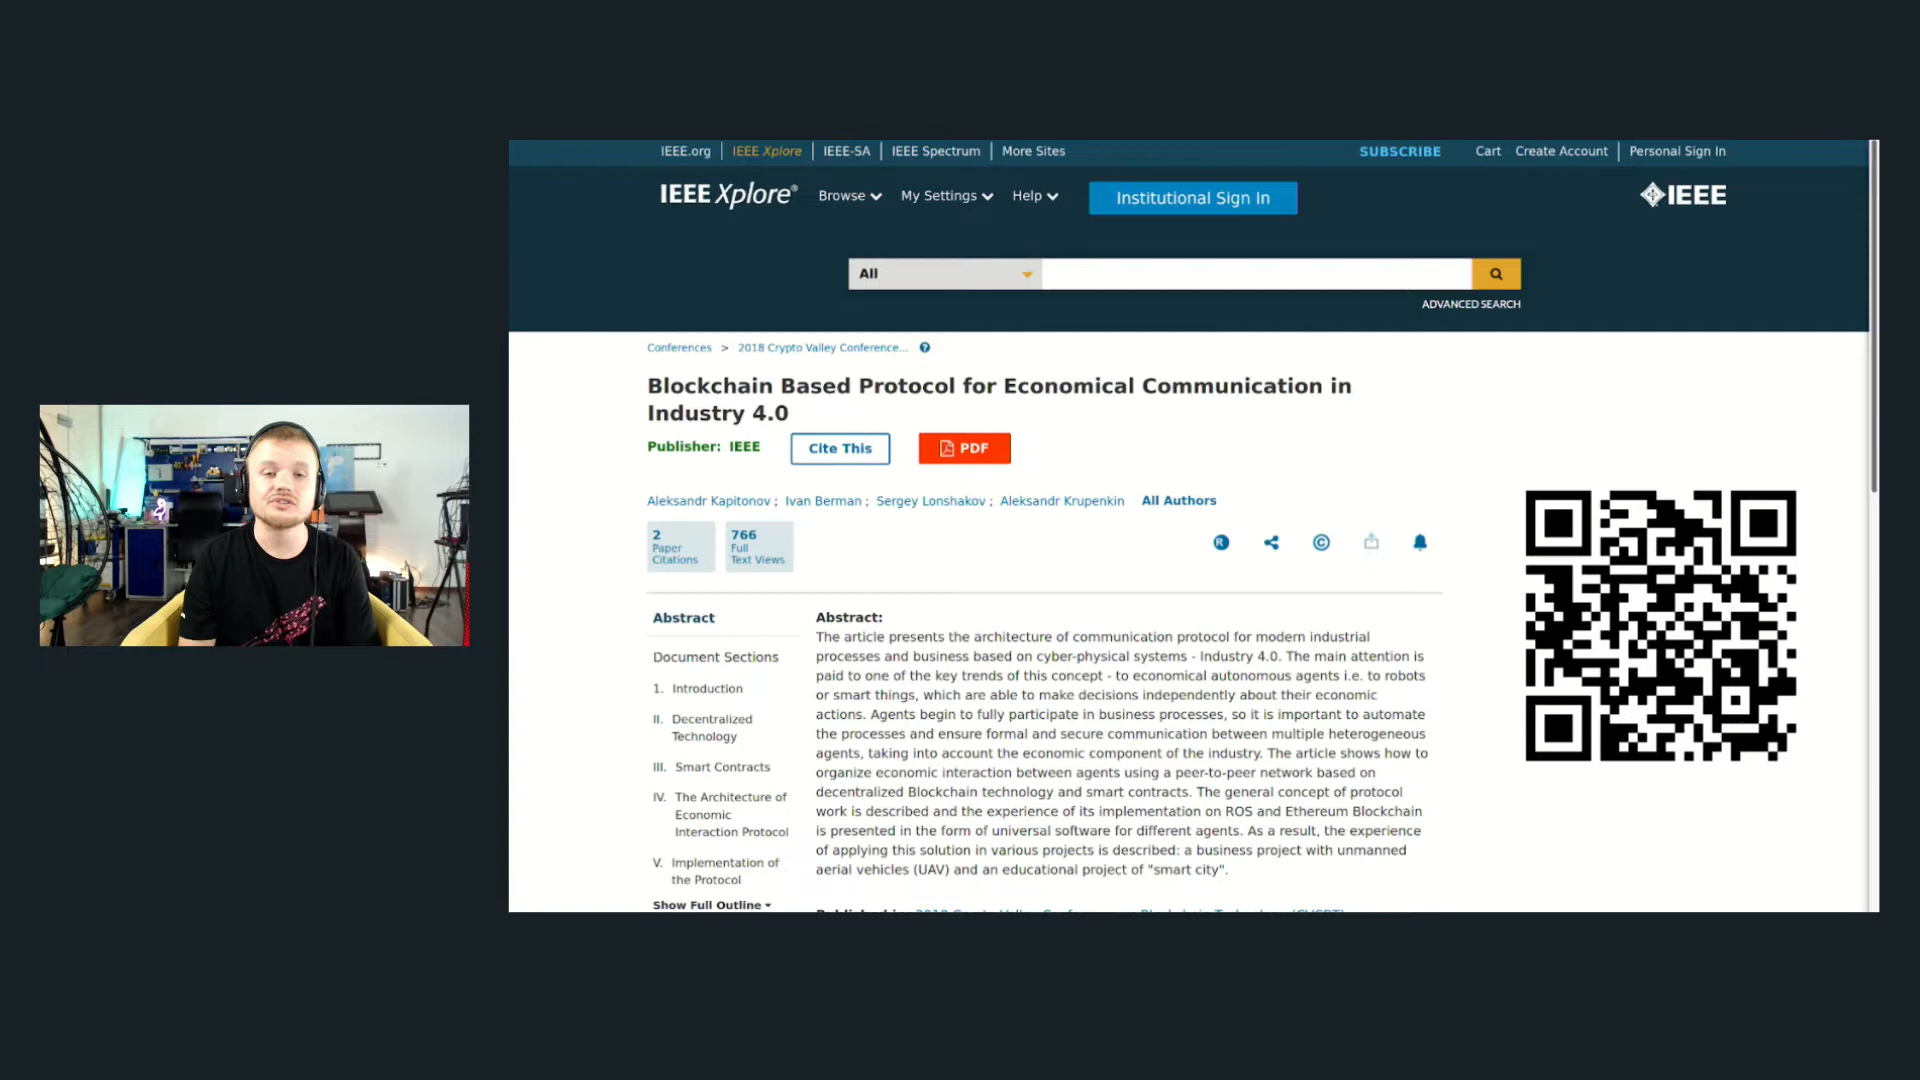 IEEE.org
IEEE Xplore
IEEE-SA
IEEE Spectrum
More Sites
SUBSCRIBE
Cart
Create Account
Personal Sign In
IEEE Xplore®
Browse
My Settings
Help
Institutional Sign In
IEEE
All
ADVANCED SEARCH
Conferences > 2018 Crypto Valley Conference...
Blockchain Based Protocol for Economical Communication in
Industry 4.0
Publisher: IEEE
Cite This
PDF
Aleksandr Kapitonov ; Ivan Berman ; Sergey Lonshakov ; Aleksandr Krupenkin
All Authors
2
Paper
Citations
766
Full
Text Views
Abstract
Document Sections
1. Introduction
II. Decentralized
Technology
III. Smart Contracts
IV. The Architecture of
Economic
Interaction Protocol
V. Implementation of
the Protocol
Show Full Outline
Abstract:
The article presents the architecture of communication protocol for modern industrial
processes and business based on cyber-physical systems - Industry 4.0. The main attention is
paid to one of the key trends of this concept - to economical autonomous agents i.e. to robots
or smart things, which are able to make decisions independently about their economic
actions. Agents begin to fully participate in business processes, so it is important to automate
the processes and ensure formal and secure communication between multiple heterogeneous
agents, taking into account the economic component of the industry. The article shows how to
organize economic interaction between agents using a peer-to-peer network based on
decentralized Blockchain technology and smart contracts. The general concept of protocol
work is described and the experience of its implementation on ROS and Ethereum Blockchain
is presented in the form of universal software for different agents. As a result, the experience
of applying this solution in various projects is described: a business project with unmanned
aerial vehicles (UAV) and an educational project of "smart city".